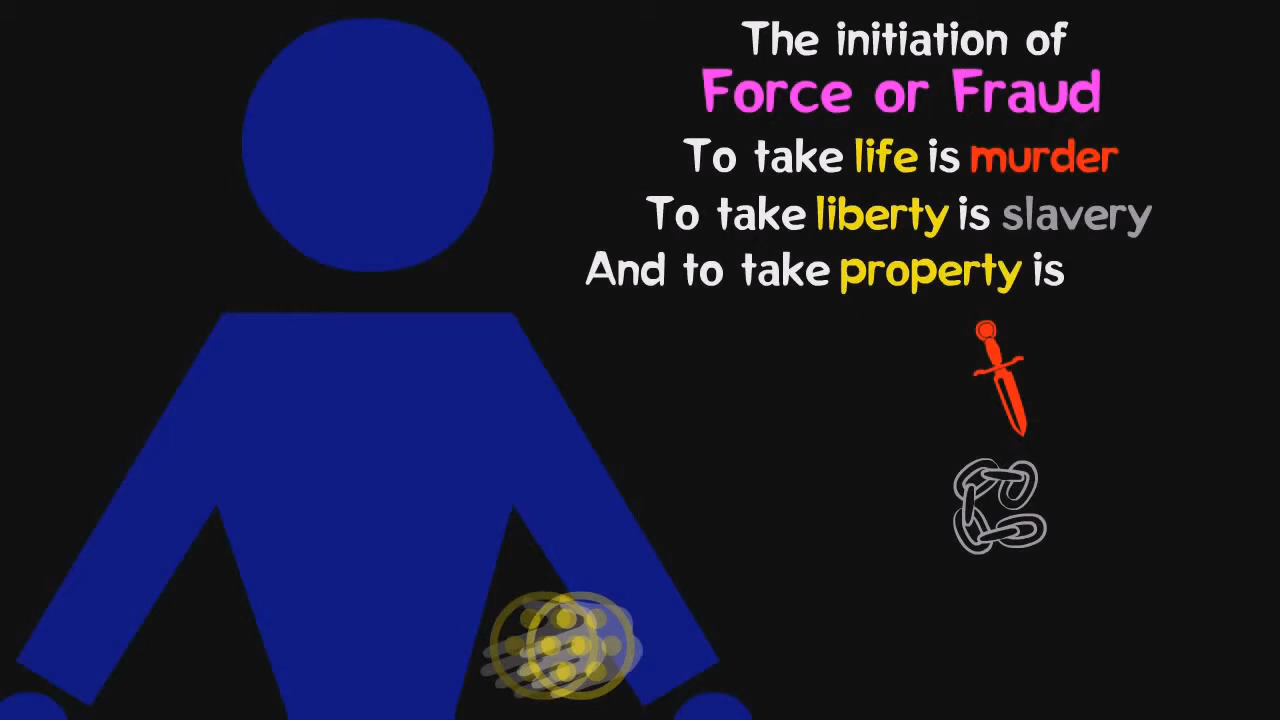 The initiation of
Force or Fraud
To take life is murder
To take liberty is slavery
And to take property is